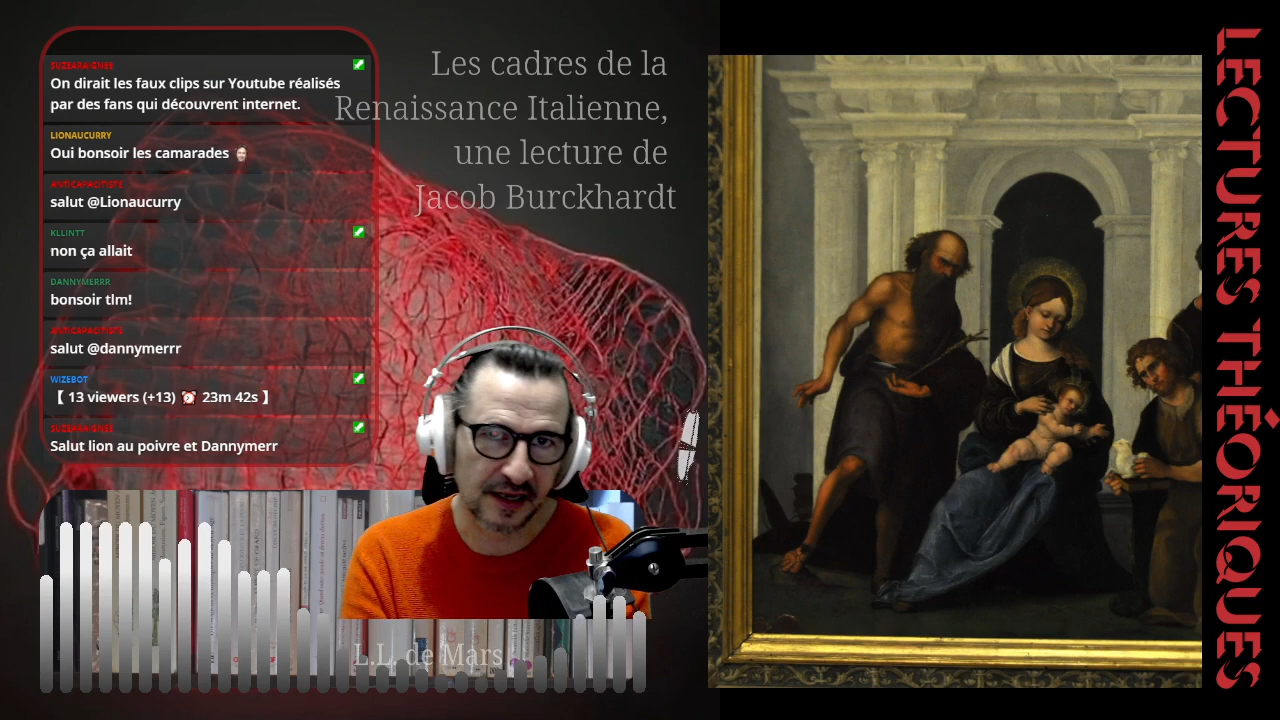 SUZEARAIGNEE
On dirait les faux clips sur Youtube réalisés
par des fans qui découvrent internet.
LIONAUCURRY
Oui bonsoir les camarades
ANTICAPACITISTE
salut @Lionaucurry
KLLINTT
non ça allait
DANNYMERRR
bonsoir tlm!
ANTICAPACITISTE
salut @dannymerrr
WIZEBOT
【 13 viewers (+13) ⏰ 23m 42s 】
SUZEARAIGNEE
Salut lion au poivre et Dannymerr
Les cadres de la
Renaissance Italienne,
une lecture de
Jacob Burckhardt
L.L. de Mars
LECTURES THÉORIQUES